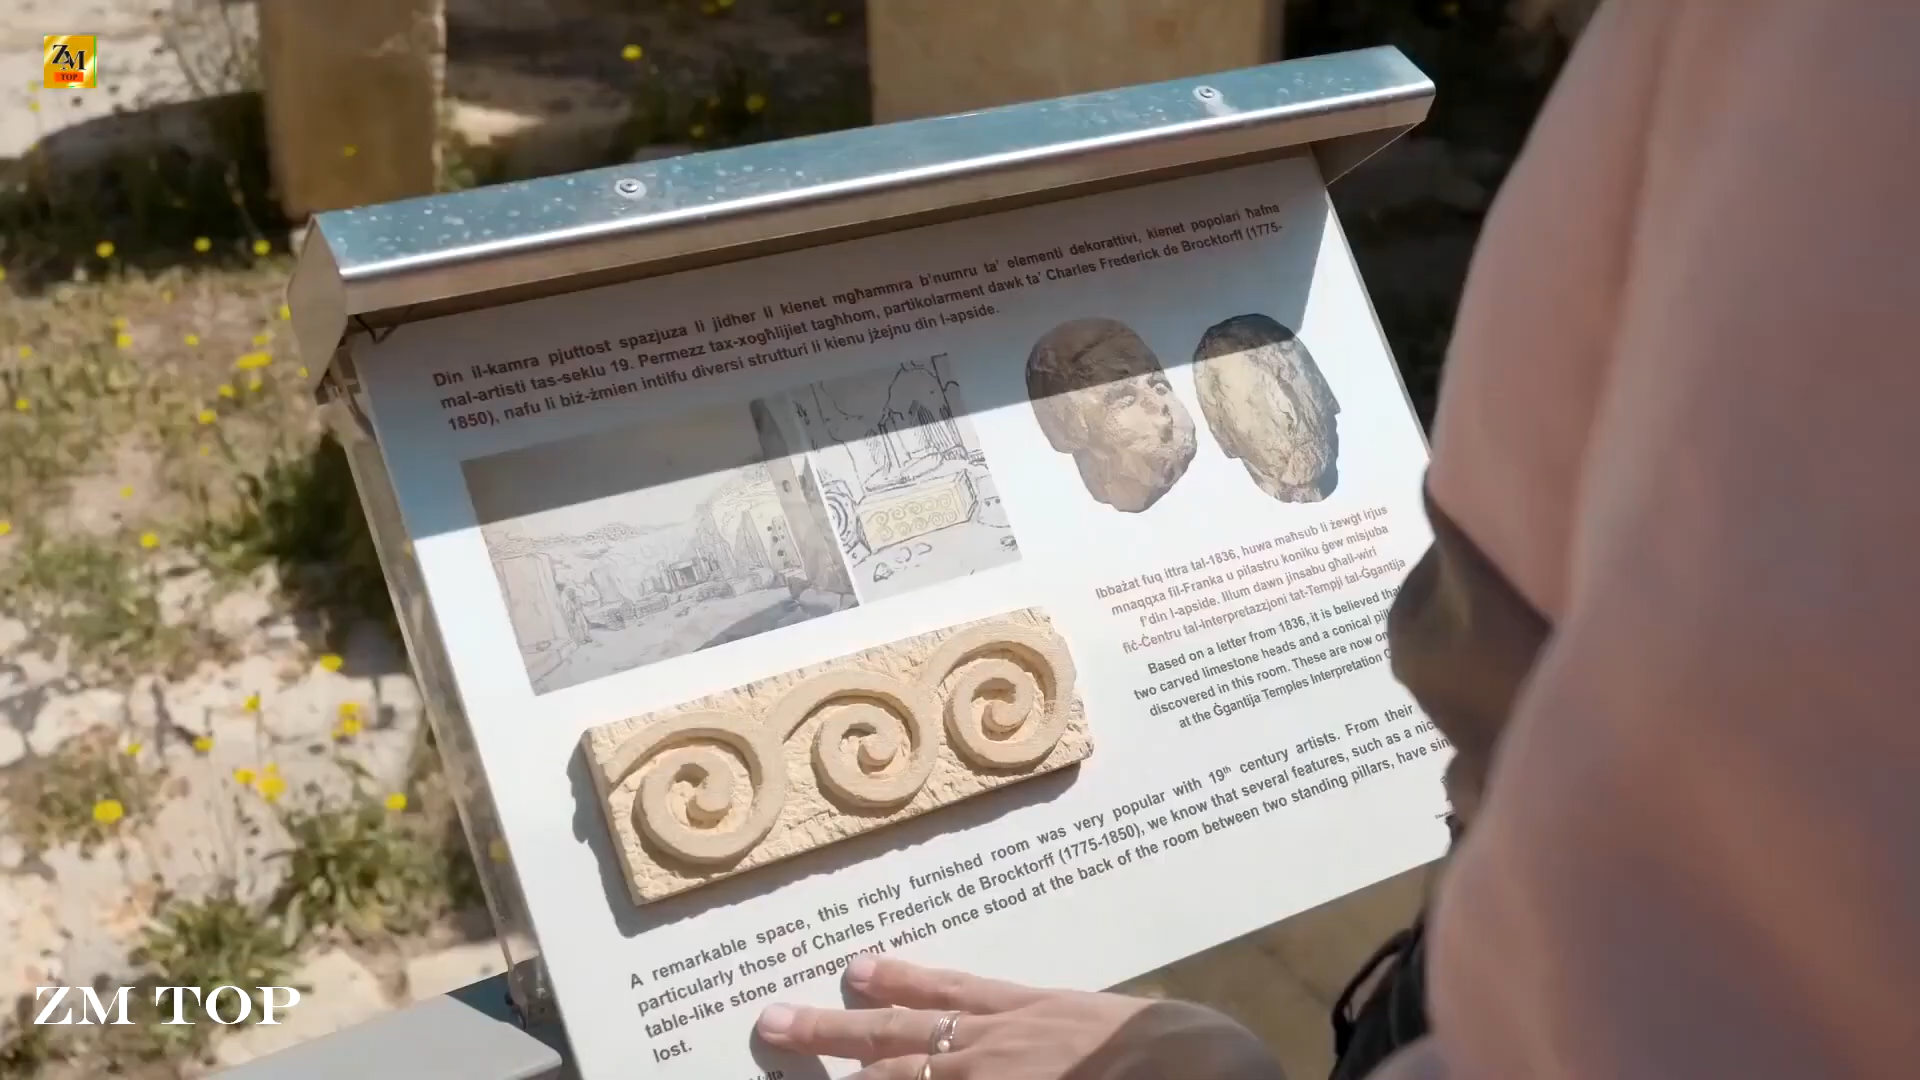 ZM
TOP
Din il-kamra pjuttost spazjuza li jidher li kienet mgħammra b'numru ta' elementi dekorattivi, kienet popolari ħafna
mal-artisti tas-seklu 19. Permezz tax-xogħlijiet tagħhom, partikolarment dawk ta' Charles Frederick de Brocktorff (1775-
1850), nafu li biż-żmien intilfu diversi strutturi li kienu jżejnu din l-apside.
Ibbażat fuq ittra tal-1836, huwa maħsub li żewġt irjus
mnaqqxa fil-Franka u pilastru koniku ġew misjuba
f'din l-apside. Illum dawn jinsabu għall-wiri
fiċ-Ċentru tal-Interpretazzjoni tat-Tempji tal-Ġgantija
Based on a letter from 1836, it is believed that
two carved limestone heads and a conical
discovered in this room. These are now on
at the Ġgantija Temples Interpretation
A remarkable space, this richly furnished room was very popular with 19th century artists. From their
particularly those of Charles Frederick de Brocktorff (1775-1850), we know that several features, such as a
table-like stone arrangement which once stood at the back of the room between two standing pillars, have
lost.
ZM TOP